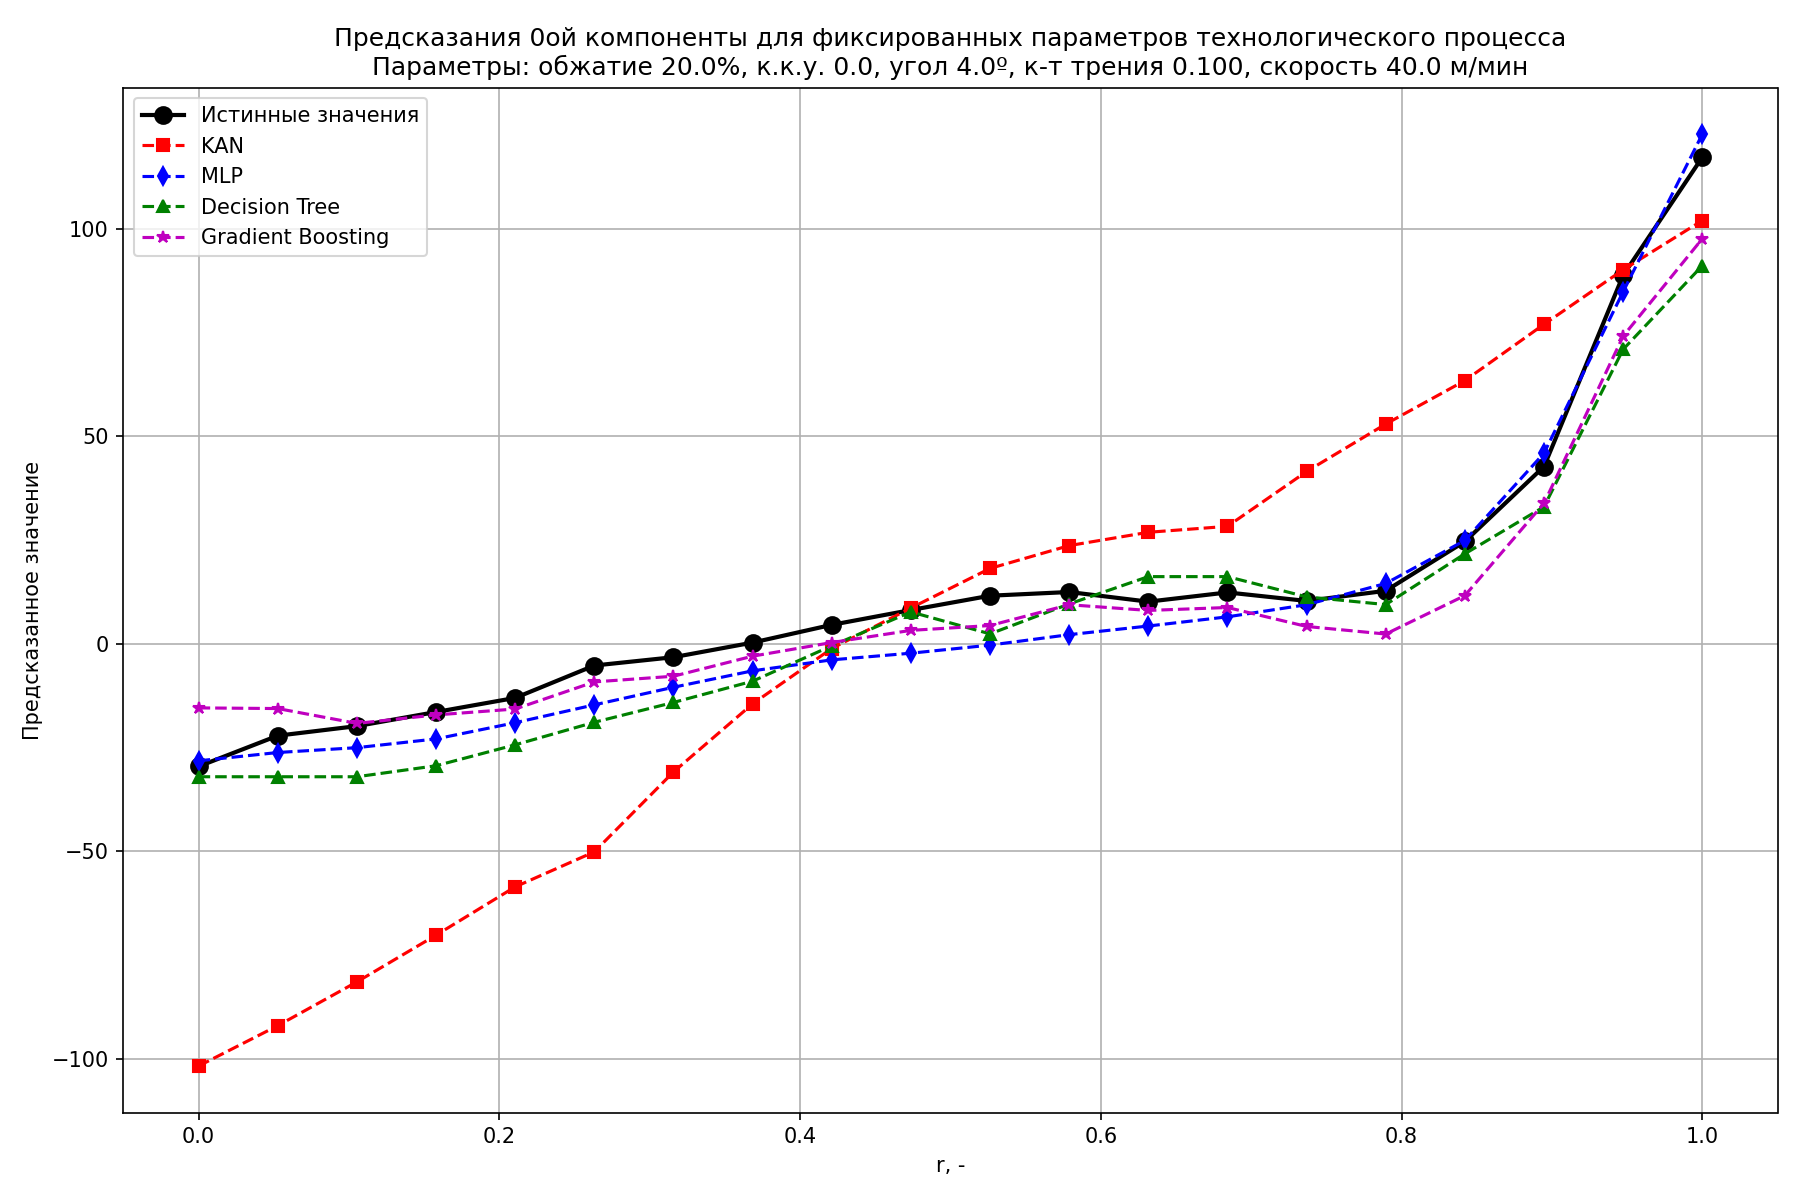 Предсказания 0ой компоненты для фиксированных параметров технологического процесса
Параметры: обжатие 20.0%, к.к.у. 0.0, угол 4.0º, к-т трения 0.100, скорость 40.0 м/мин
Истинные значения
KAN
MLP
Decision Tree
Gradient Boosting
Предсказанное значение
100
50
0
−50
−100
0.0
0.2
0.4
0.6
0.8
1.0
r, -